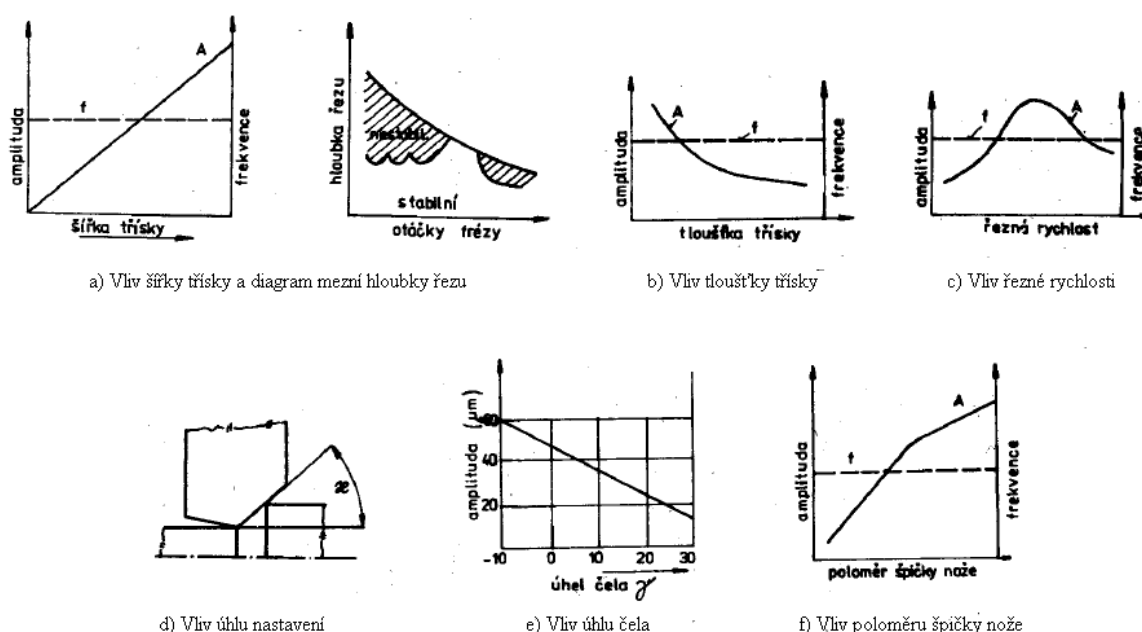 amplituda
A
f
frekvence
šířka třísky
hloubka řezu
nestabil.
stabilní
otáčky frézy
a) Vliv šířky třísky a diagram mezní hloubky řezu
amplituda
A
f
frekvence
tloušťka třísky
b) Vliv tloušťky třísky
amplituda
f
A
frekvence
řezná rychlost
c) Vliv řezné rychlosti
æ
d) Vliv úhlu nastavení
amplituda (µm)
60
40
20
-10 0 10 20 30
úhel čela γ
e) Vliv úhlu čela
amplituda
f
A
frekvence
poloměr špičky nože
f) Vliv poloměru špičky nože